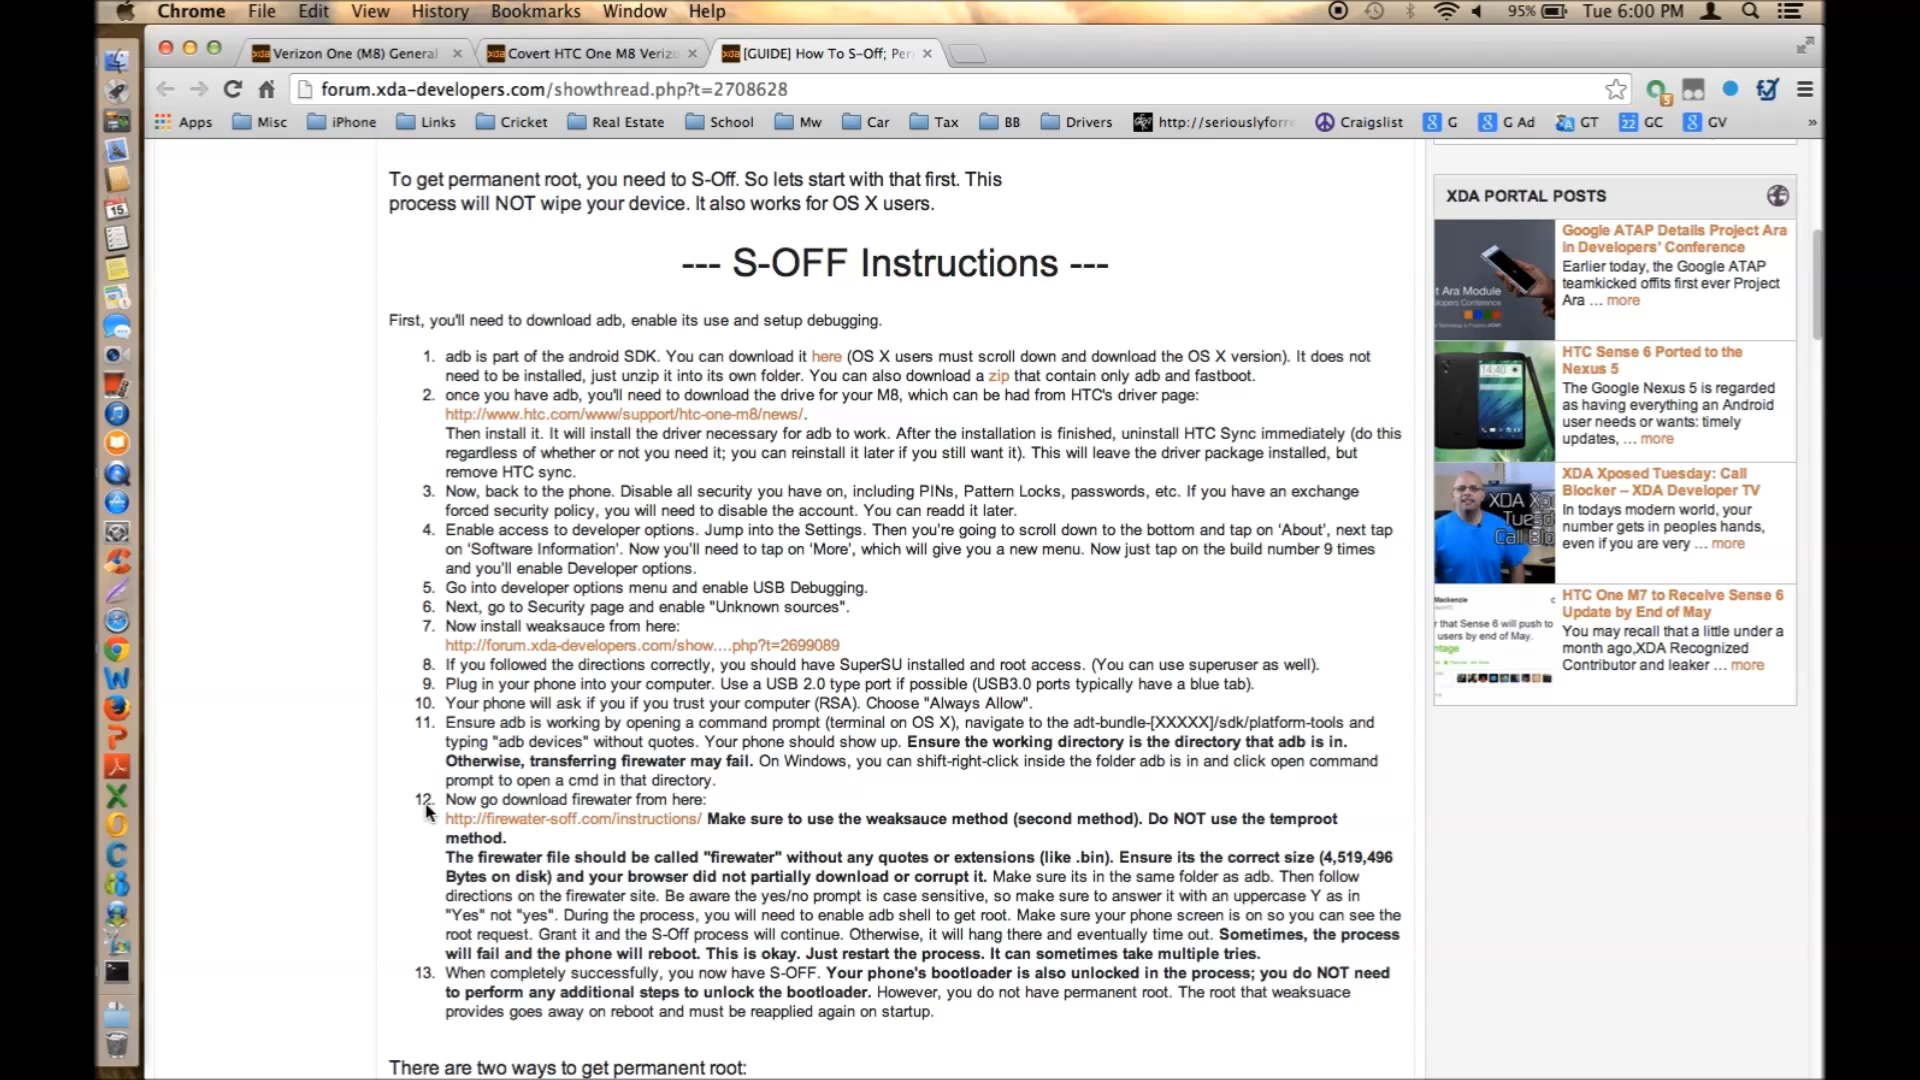 Chrome File Edit View History Bookmarks Window Help 95% Tue 6:00 PM
Verizon One (M8) General
Covert HTC One M8 Verizo
[GUIDE] How To S-Off; Per
forum.xda-developers.com/showthread.php?t=2708628
Apps Misc iPhone Links Cricket Real Estate School Mw Car Tax BB Drivers http://seriouslyforre Craigslist G G Ad GT GC GV »
To get permanent root, you need to S-Off. So lets start with that first. This
process will NOT wipe your device. It also works for OS X users.
--- S-OFF Instructions ---
First, you'll need to download adb, enable its use and setup debugging.
1. adb is part of the android SDK. You can download it here (OS X users must scroll down and download the OS X version). It does not
need to be installed, just unzip it into its own folder. You can also download a zip that contain only adb and fastboot.
2. once you have adb, you'll need to download the drive for your M8, which can be had from HTC's driver page:
http://www.htc.com/www/support/htc-one-m8/news/.
Then install it. It will install the driver necessary for adb to work. After the installation is finished, uninstall HTC Sync immediately (do this
regardless of whether or not you need it; you can reinstall it later if you still want it). This will leave the driver package installed, but
remove HTC sync.
3. Now, back to the phone. Disable all security you have on, including PINs, Pattern Locks, passwords, etc. If you have an exchange
forced security policy, you will need to disable the account. You can readd it later.
4. Enable access to developer options. Jump into the Settings. Then you're going to scroll down to the bottom and tap on 'About', next tap
on 'Software Information'. Now you'll need to tap on 'More', which will give you a new menu. Now just tap on the build number 9 times
and you'll enable Developer options.
5. Go into developer options menu and enable USB Debugging.
6. Next, go to Security page and enable "Unknown sources".
7. Now install weaksauce from here:
http://forum.xda-developers.com/show....php?t=2699089
8. If you followed the directions correctly, you should have SuperSU installed and root access. (You can use superuser as well).
9. Plug in your phone into your computer. Use a USB 2.0 type port if possible (USB3.0 ports typically have a blue tab).
10. Your phone will ask if you if you trust your computer (RSA). Choose "Always Allow".
11. Ensure adb is working by opening a command prompt (terminal on OS X), navigate to the adt-bundle-[XXXXX]/sdk/platform-tools and
typing "adb devices" without quotes. Your phone should show up. Ensure the working directory is the directory that adb is in.
Otherwise, transferring firewater may fail. On Windows, you can shift-right-click inside the folder adb is in and click open command
prompt to open a cmd in that directory.
12. Now go download firewater from here:
http://firewater-soff.com/instructions/ Make sure to use the weaksauce method (second method). Do NOT use the temproot
method.
The firewater file should be called "firewater" without any quotes or extensions (like .bin). Ensure its the correct size (4,519,496
Bytes on disk) and your browser did not partially download or corrupt it. Make sure its in the same folder as adb. Then follow
directions on the firewater site. Be aware the yes/no prompt is case sensitive, so make sure to answer it with an uppercase Y as in
"Yes" not "yes". During the process, you will need to enable adb shell to get root. Make sure your phone screen is on so you can see the
root request. Grant it and the S-Off process will continue. Otherwise, it will hang there and eventually time out. Sometimes, the process
will fail and the phone will reboot. This is okay. Just restart the process. It can sometimes take multiple tries.
13. When completely successfully, you now have S-OFF. Your phone's bootloader is also unlocked in the process; you do NOT need
to perform any additional steps to unlock the bootloader. However, you do not have permanent root. The root that weaksuace
provides goes away on reboot and must be reapplied again on startup.
There are two ways to get permanent root:
XDA PORTAL POSTS
Google ATAP Details Project Ara
in Developers' Conference
Earlier today, the Google ATAP
teamkicked offits first ever Project
Ara ... more
HTC Sense 6 Ported to the
Nexus 5
The Google Nexus 5 is regarded
as having everything an Android
user needs or wants: timely
updates, ... more
XDA Xposed Tuesday: Call
Blocker – XDA Developer TV
In todays modern world, your
number gets in peoples hands,
even if you are very ... more
HTC One M7 to Receive Sense 6
Update by End of May
You may recall that a little under a
month ago,XDA Recognized
Contributor and leaker ... more